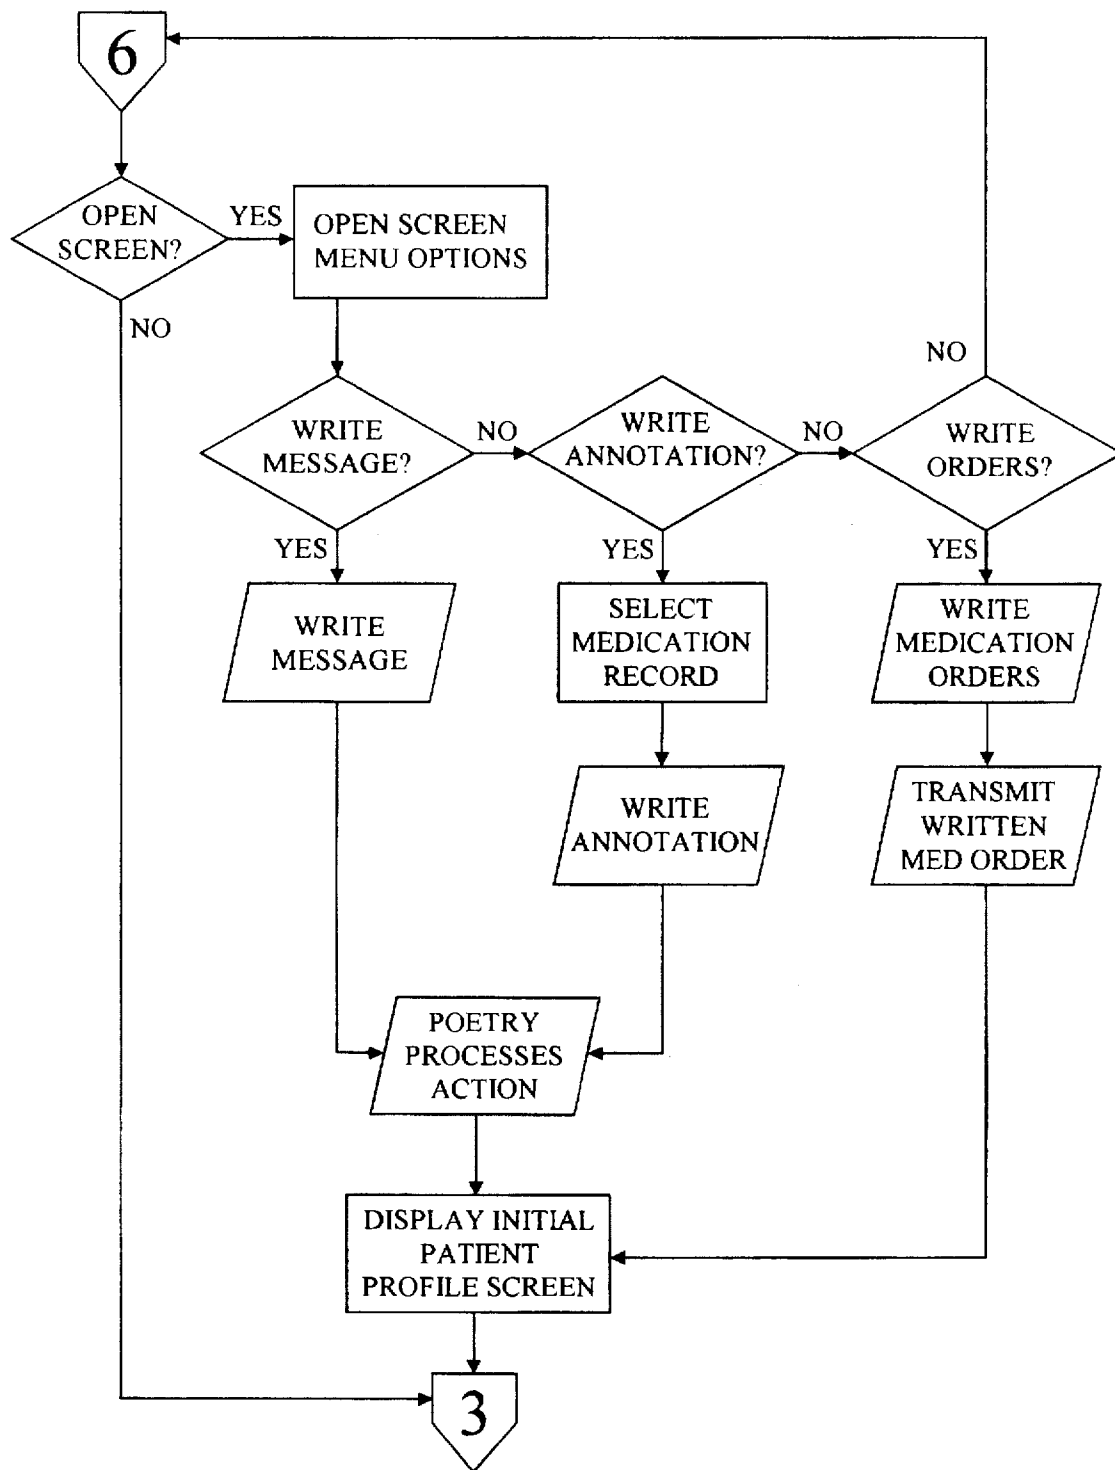 6
OPEN
SCREEN?
YES
NO
OPEN SCREEN
MENU OPTIONS
WRITE
MESSAGE?
NO
WRITE
ANNOTATION?
NO
WRITE
ORDERS?
NO
YES
YES
YES
WRITE
MESSAGE
SELECT
MEDICATION
RECORD
WRITE
MEDICATION
ORDERS
WRITE
ANNOTATION
TRANSMIT
WRITTEN
MED ORDER
POETRY
PROCESSES
ACTION
DISPLAY INITIAL
PATIENT
PROFILE SCREEN
3